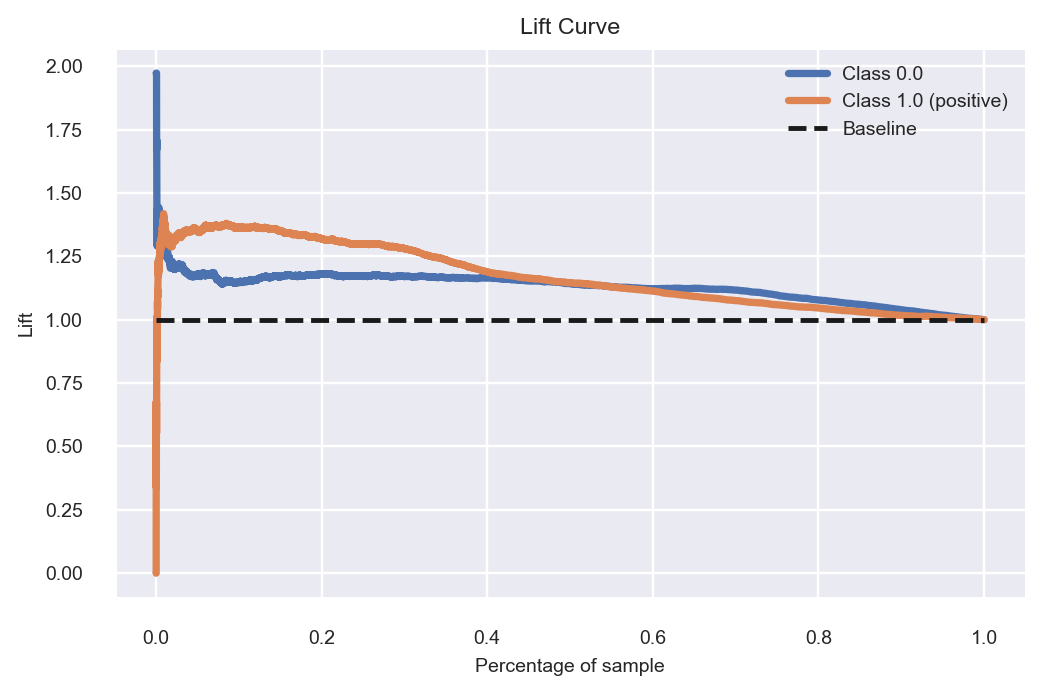 Lift Curve
Class 0.0
Class 1.0 (positive)
Baseline
2.00
1.75
1.50
1.25
1.00
0.75
0.50
0.25
0.00
Lift
0.0 0.2 0.4 0.6 0.8 1.0
Percentage of sample